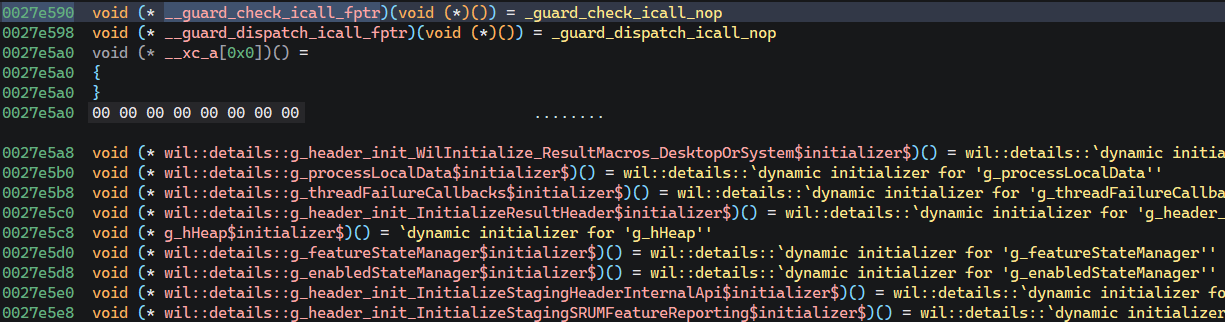 0027e590 void (* __guard_check_icall_fptr)(void (*)()) = _guard_check_icall_nop
0027e598 void (* __guard_dispatch_icall_fptr)(void (*)()) = _guard_dispatch_icall_nop
0027e5a0 void (* __xc_a[0x0])() =
0027e5a0 {
0027e5a0 }
0027e5a0 00 00 00 00 00 00 00 00 ........
0027e5a8 void (* wil::details::g_header_init_WilInitialize_ResultMacros_DesktopOrSystem$initializer$)() = wil::details::`dynamic initia
0027e5b0 void (* wil::details::g_processLocalData$initializer$)() = wil::details::`dynamic initializer for 'g_processLocalData''
0027e5b8 void (* wil::details::g_threadFailureCallbacks$initializer$)() = wil::details::`dynamic initializer for 'g_threadFailureCallba
0027e5c0 void (* wil::details::g_header_init_InitializeResultHeader$initializer$)() = wil::details::`dynamic initializer for 'g_header_
0027e5c8 void (* g_hHeap$initializer$)() = `dynamic initializer for 'g_hHeap''
0027e5d0 void (* wil::details::g_featureStateManager$initializer$)() = wil::details::`dynamic initializer for 'g_featureStateManager''
0027e5d8 void (* wil::details::g_enabledStateManager$initializer$)() = wil::details::`dynamic initializer for 'g_enabledStateManager''
0027e5e0 void (* wil::details::g_header_init_InitializeStagingHeaderInternalApi$initializer$)() = wil::details::`dynamic initializer fo
0027e5e8 void (* wil::details::g_header_init_InitializeStagingSRUMFeatureReporting$initializer$)() = wil::details::`dynamic initializer